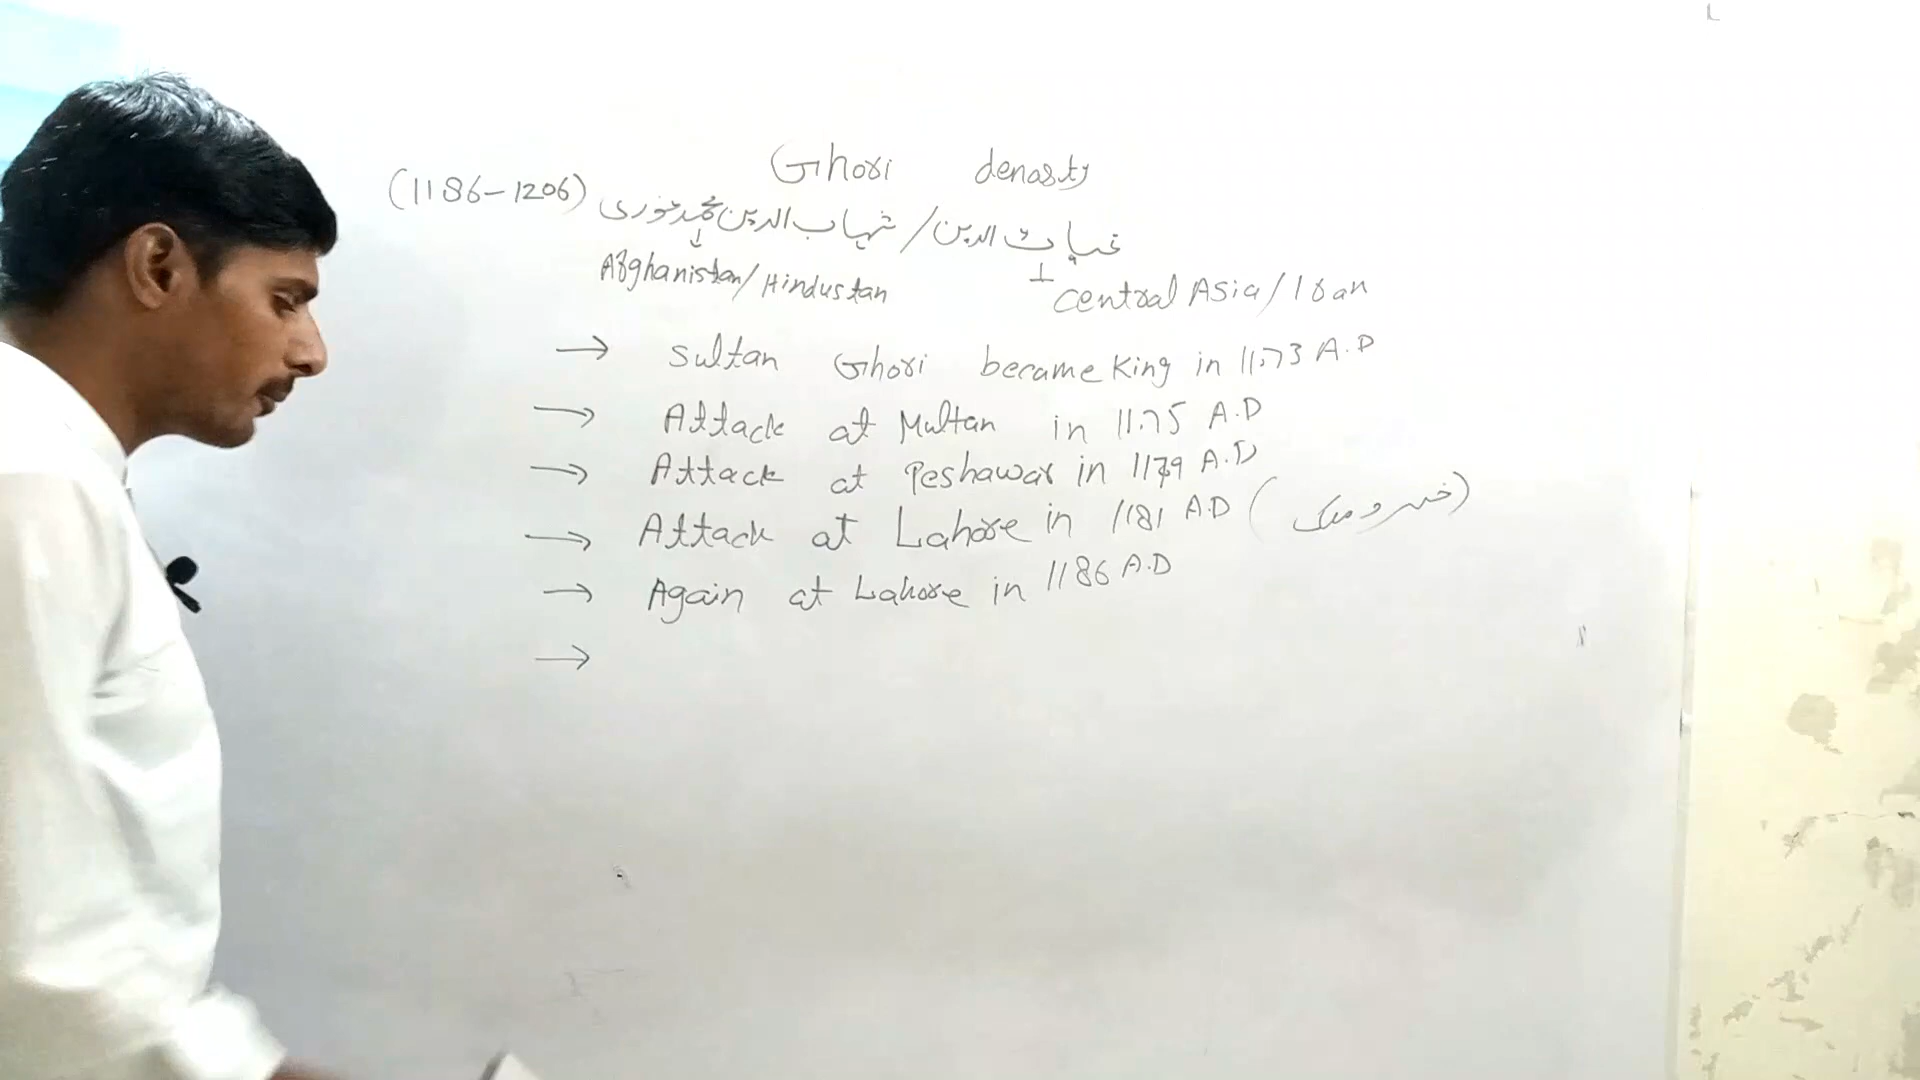 Ghori denasty
(1186-1206) غیاث الدین / شہاب الدین محمد غوری
Afghanistan/Hindustan
Central Asia/Iran
→ Sultan Ghori became King in 1173 A.D
→ Attack at Multan in 1175 A.D
→ Attack at Peshawar in 1179 A.D
→ Attack at Lahore in 1181 A.D (خسرو ملک)
→ Again at Lahore in 1186 A.D
→